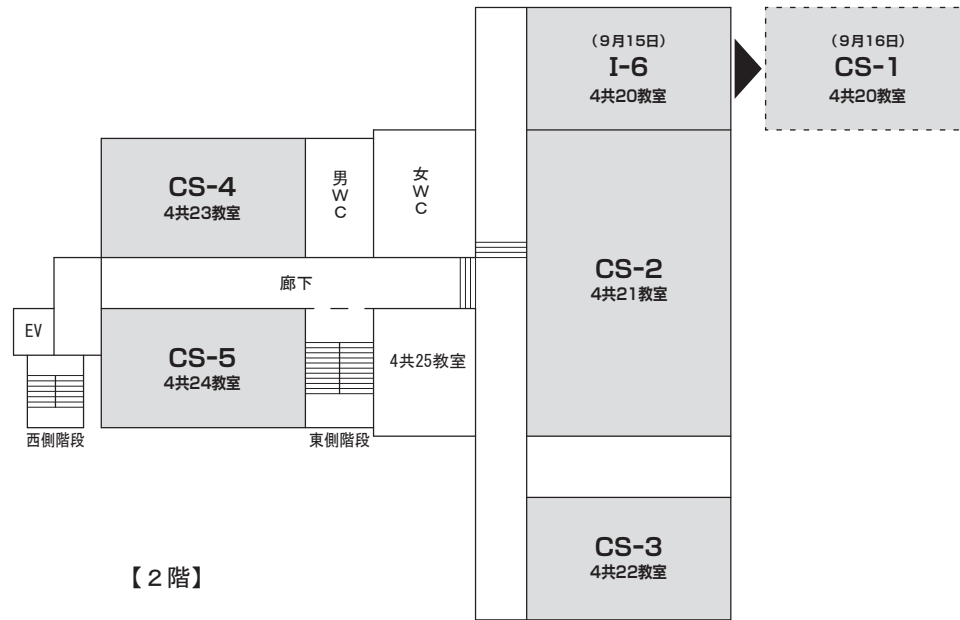 （9月15日）
I-6
4共20教室
（9月16日）
CS-1
4共20教室
CS-4
4共23教室
男WC
女WC
CS-2
4共21教室
廊下
EV
CS-5
4共24教室
4共25教室
西側階段
東側階段
CS-3
4共22教室
【２階】